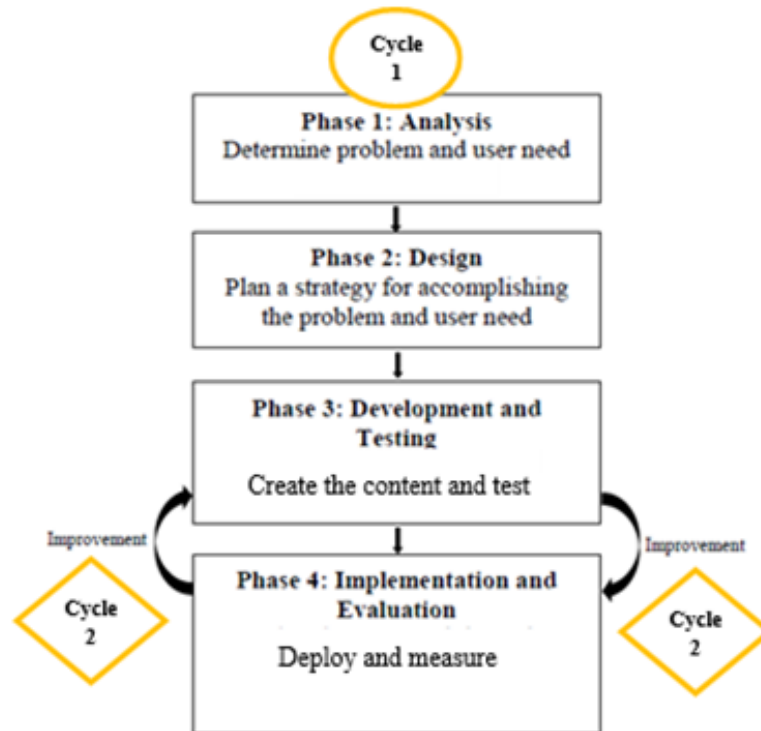 Cycle
1
Phase 1: Analysis
Determine problem and user need
Phase 2: Design
Plan a strategy for accomplishing
the problem and user need
Phase 3: Development and
Testing
Create the content and test
Improvement
Improvement
Phase 4: Implementation and
Evaluation
Cycle
2
Cycle
2
Deploy and measure